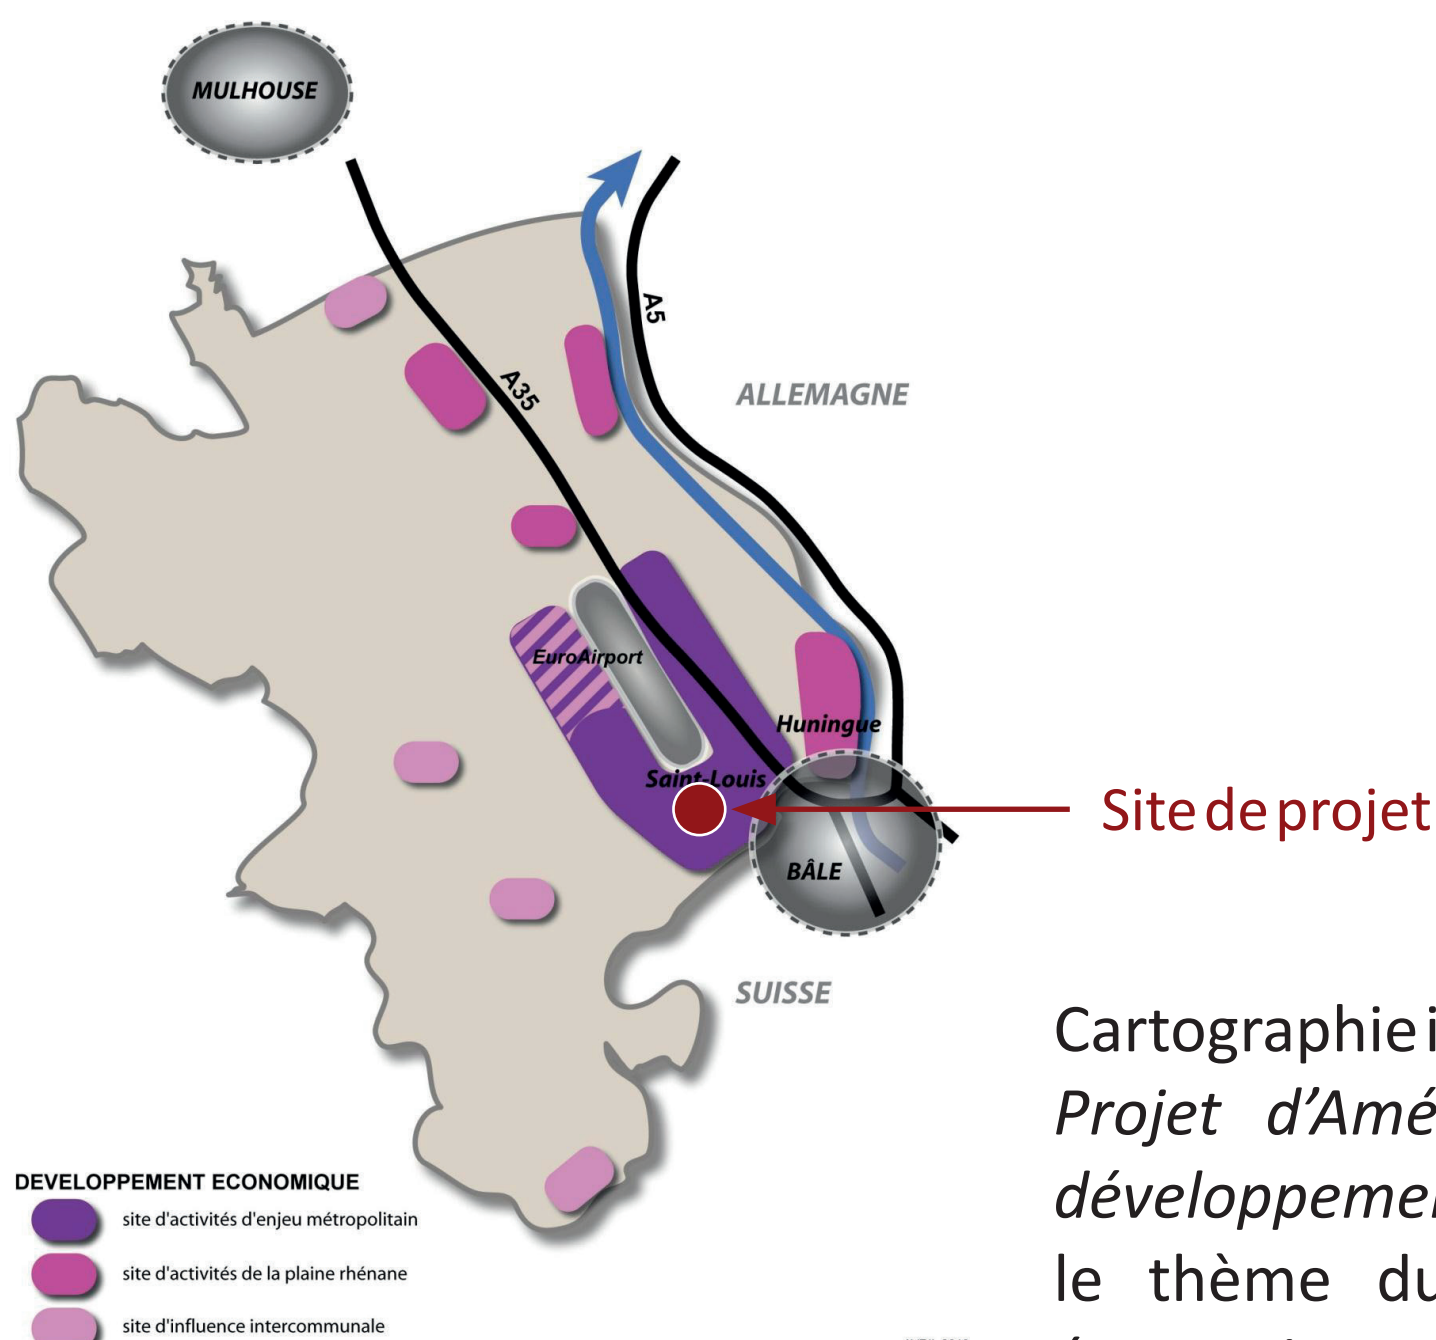 MULHOUSE
A5
A35
ALLEMAGNE
EuroAirport
Huningue
Saint-Louis
Site de projet
BÂLE
SUISSE
Cartographie
Projet d’Amé
développemen
le thème du
DEVELOPPEMENT ECONOMIQUE
site d'activités d'enjeu métropolitain
site d'activités de la plaine rhénane
site d'influence intercommunale